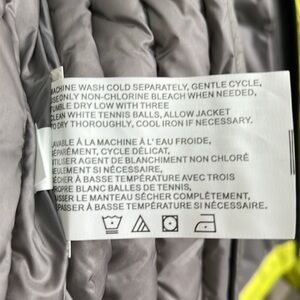 MACHINE WASH COLD SEPARATELY, GENTLE CYCLE,
USE ONLY NON-CHLORINE BLEACH WHEN NEEDED,
TUMBLE DRY LOW WITH THREE
CLEAN WHITE TENNIS BALLS, ALLOW JACKET
TO DRY THOROUGHLY, COOL IRON IF NECESSARY.
LAVABLE À LA MACHINE À L'EAU FROIDE,
SÉPARÉMENT, CYCLE DÉLICAT,
UTILISER AGENT DE BLANCHIMENT NON CHLORÉ
SEULEMENT SI NÉCESSAIRE,
SÉCHER À BASSE TEMPÉRATURE AVEC TROIS
PROPRE BLANC BALLES DE TENNIS,
LAISSER LE MANTEAU SÉCHER COMPLÈTEMENT,
REPASSER À BASSE TEMPÉRATURE SI NÉCESSAIRE.